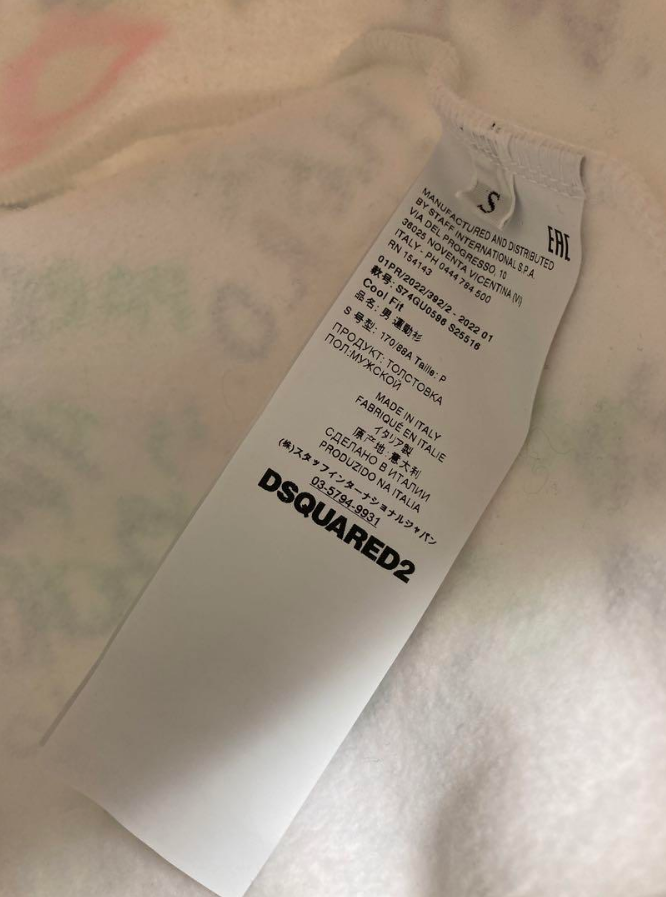 S
EAC
MANUFACTURED AND DISTRIBUTED
BY STAFF INTERNATIONAL S.P.A
VIA DEL PROGRESSO, 10
36025 NOVENTA VICENTINA (VI)
ITALY - PH 0444 784 500
RN 154143
01PR/2022/392/2 - 2022 01
款号: S74GU0596 S25516
Cool Fit
品名: 男 運動衫
S 号型: 170/88A Taille: P
ПРОДУКТ: ТОЛСТОВКА
ПОЛ:МУЖСКОЙ
MADE IN ITALY
FABRIQUÉ EN ITALIE
イタリア製
原产地: 意大利
СДЕЛАНО В ИТАЛИИ
PRODUZIDO NA ITALIA
(株)スタッフインターナショナルジャパン
03-5794-9931
DSQUARED2